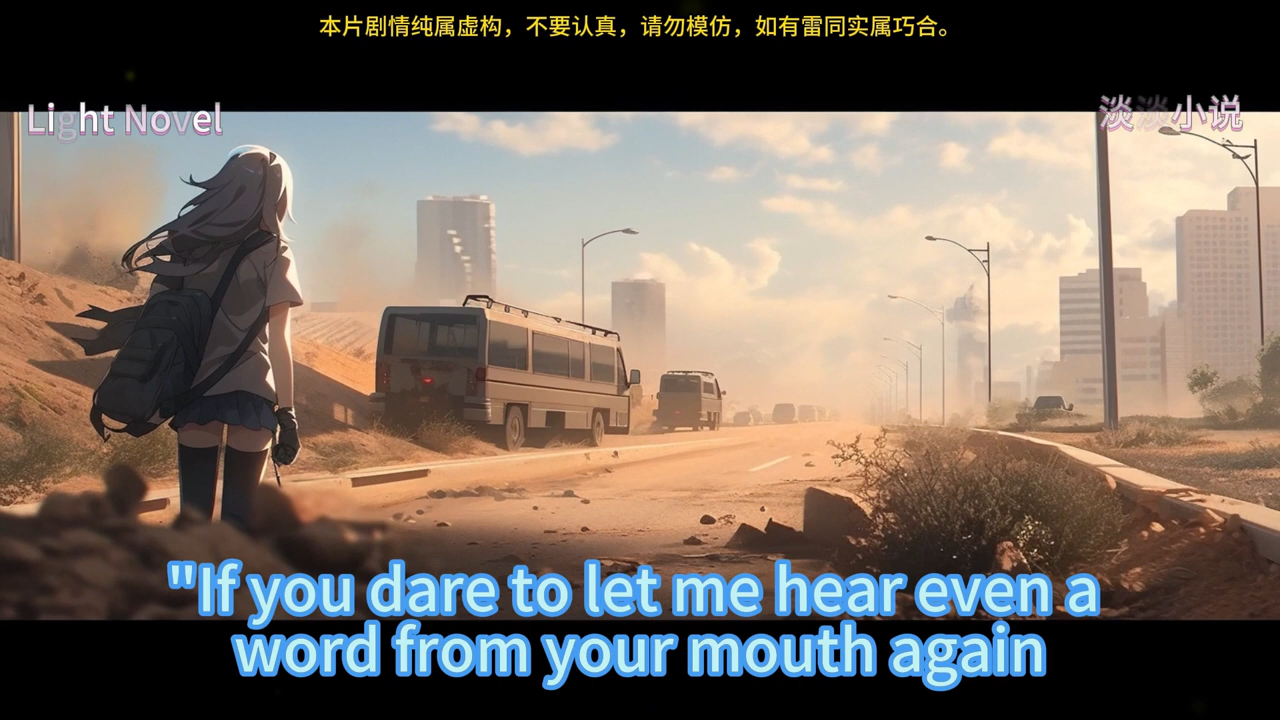 本片剧情纯属虚构，不要认真，请勿模仿，如有雷同实属巧合。
Light Novel
淡淡小说
"If you dare to let me hear even a
word from your mouth again